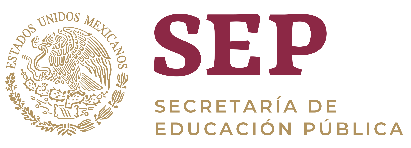 ESTADOS UNIDOS MEXICANOS
SEP
SECRETARÍA DE
EDUCACIÓN PÚBLICA